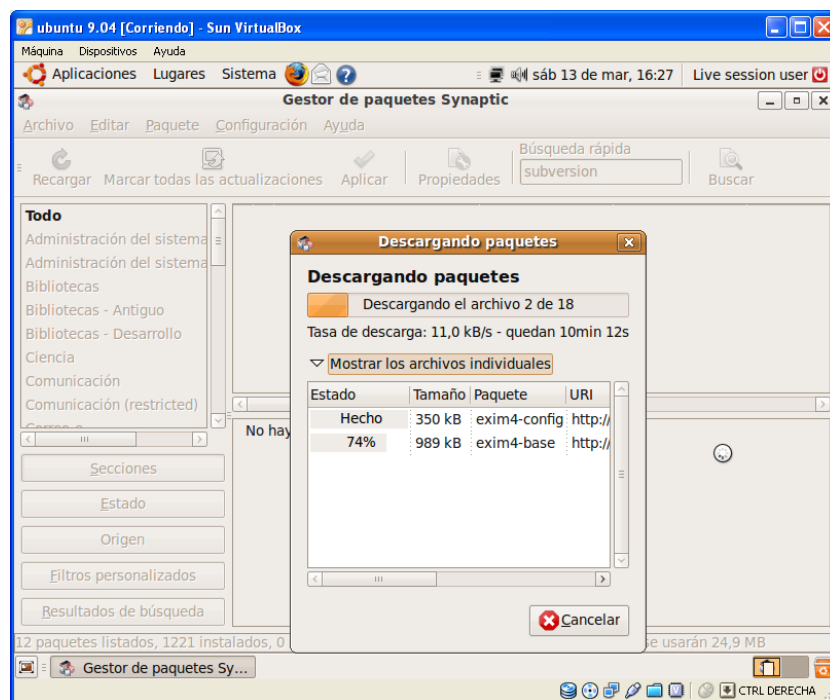 ubuntu 9.04 [Corriendo] - Sun VirtualBox
Máquina Dispositivos Ayuda
Aplicaciones Lugares Sistema sáb 13 de mar, 16:27 Live session user
Gestor de paquetes Synaptic
Archivo Editar Paquete Configuración Ayuda
Búsqueda rápida
Recargar Marcar todas las actualizaciones Aplicar Propiedades subversion Buscar
Todo
Administración del sistema
Administración del sistema
Bibliotecas
Bibliotecas - Antiguo
Bibliotecas - Desarrollo
Ciencia
Comunicación
Comunicación (restricted)
Secciones
Estado
Origen
Filtros personalizados
Resultados de búsqueda
No hay
Descargando paquetes
Descargando paquetes
Descargando el archivo 2 de 18
Tasa de descarga: 11,0 kB/s - quedan 10min 12s
Mostrar los archivos individuales
Estado Tamaño Paquete URI
Hecho 350 kB exim4-config http://
74% 989 kB exim4-base http://
Cancelar
12 paquetes listados, 1221 instalados, 0 se usarán 24,9 MB
Gestor de paquetes Sy...
CTRL DERECHA